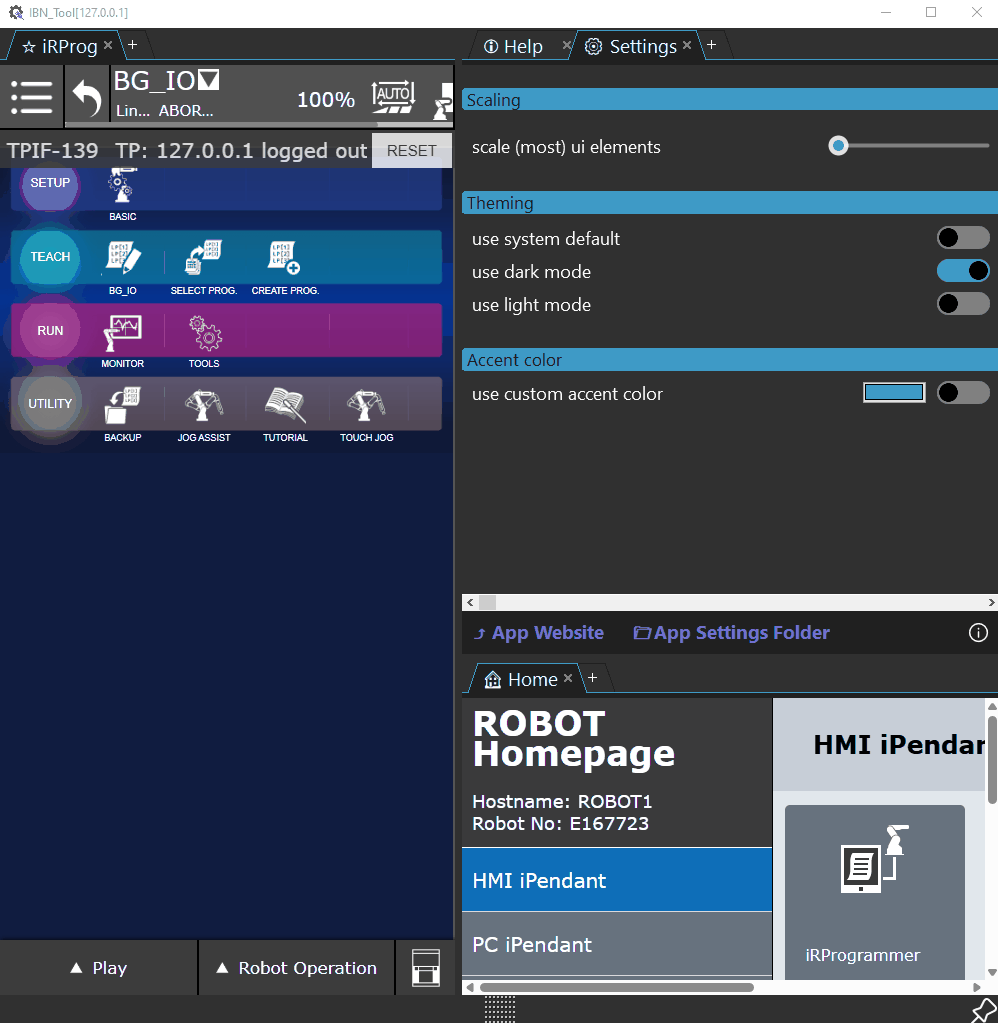 IBN_Tool[127.0.0.1]
iRProg
BG_IO
Lin... ABOR...
100%
AUTO
TPIF-139 TP: 127.0.0.1 logged out
RESET
SETUP
BASIC
TEACH
BG_IO
SELECT PROG.
CREATE PROG.
RUN
MONITOR
TOOLS
UTILITY
BACKUP
JOG ASSIST
TUTORIAL
TOUCH JOG
Play
Robot Operation
Help
Settings
Scaling
scale (most) ui elements
Theming
use system default
use dark mode
use light mode
Accent color
use custom accent color
App Website
App Settings Folder
Home
ROBOT
Homepage
Hostname: ROBOT1
Robot No: E167723
HMI iPendant
PC iPendant
HMI iPendan
iRProgrammer